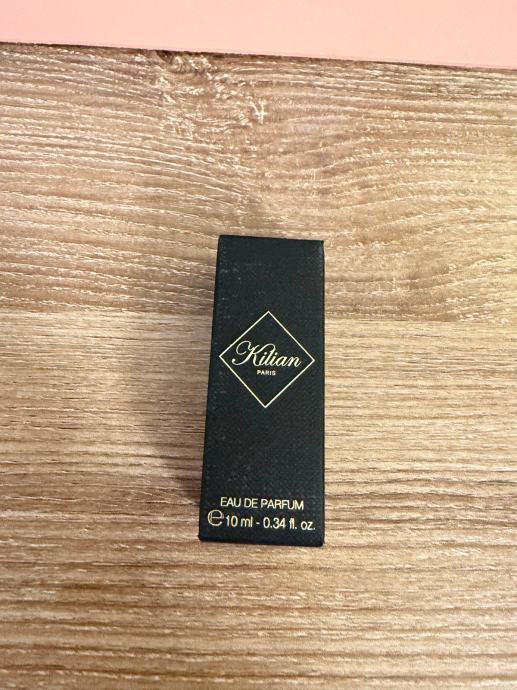 Kilian
PARIS
EAU DE PARFUM
℮ 10 ml - 0.34 fl. oz.